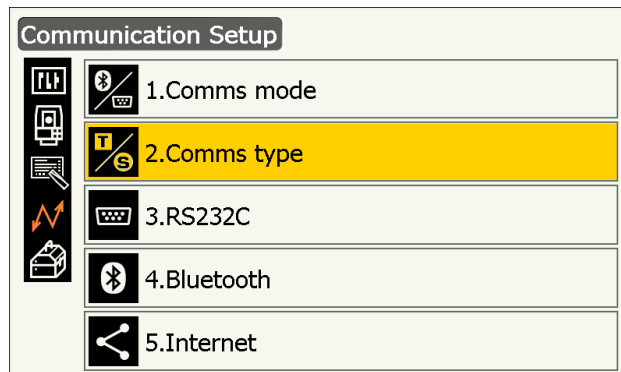 Communication Setup
1.Comms mode
T
S
2.Comms type
3.RS232C
4.Bluetooth
5.Internet